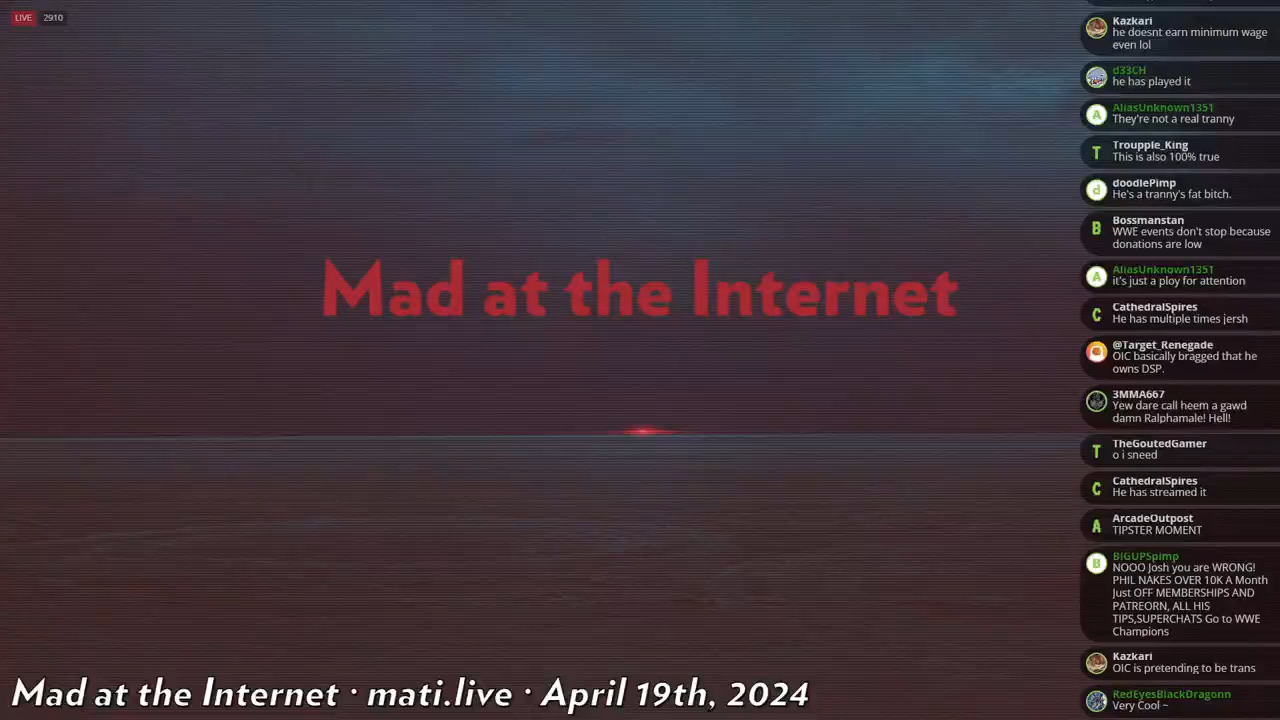 LIVE 2910
Mad at the Internet
Mad at the Internet · mati.live · April 19th, 2024
Kazkari
he doesnt earn minimum wage
even lol
d33CH
he has played it
A
AliasUnknown1351
They're not a real tranny
T
Troupple_King
This is also 100% true
d
doodlePimp
He's a tranny's fat bitch.
B
Bossmanstan
WWE events don't stop because
donations are low
A
AliasUnknown1351
it's just a ploy for attention
C
CathedralSpires
He has multiple times jersh
@Target_Renegade
OIC basically bragged that he
owns DSP.
3MMA667
Yew dare call heem a gawd
damn Ralphamale! Hell!
T
TheGoutedGamer
o i sneed
C
CathedralSpires
He has streamed it
A
ArcadeOutpost
TIPSTER MOMENT
B
BIGUPSpimp
NOOO Josh you are WRONG!
PHIL NAKES OVER 10K A Month
Just OFF MEMBERSHIPS AND
PATREORN, ALL HIS
TIPS,SUPERCHATS Go to WWE
Champions
Kazkari
OIC is pretending to be trans
RedEyesBlackDragonn
Very Cool ~